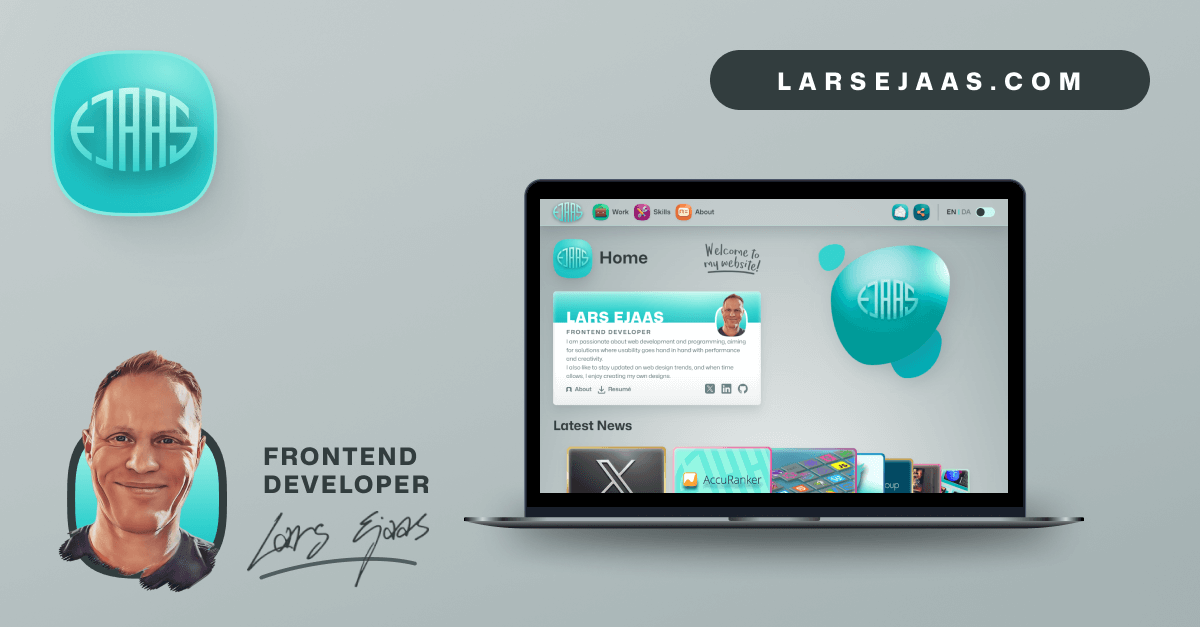 EJAAS
LARSEJAAS.COM
EJAAS
Work
Skills
About
EN | DA
EJAAS
Home
Welcome to
my website!
EJAAS
LARS EJAAS
FRONTEND DEVELOPER
I am passionate about web development and programming, aiming
for solutions where usability goes hand in hand with performance
and creativity.
I also like to stay updated on web design trends, and when time
allows, I enjoy creating my own designs.
About
Resumé
Latest News
X
AccuRanker
oup
FRONTEND
DEVELOPER
Lars Ejaas